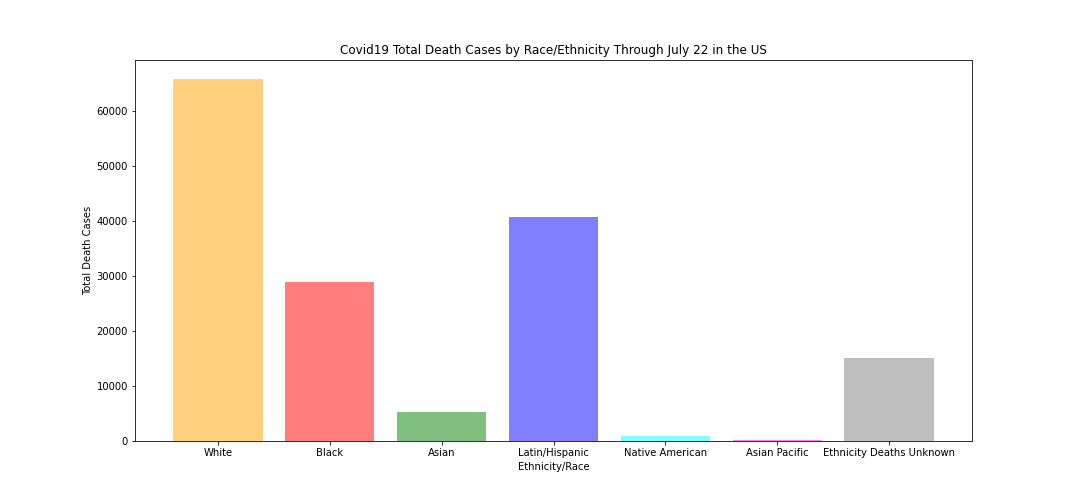 Covid19 Total Death Cases by Race/Ethnicity Through July 22 in the US
Total Death Cases
60000
50000
40000
30000
20000
10000
0
White Black Asian Latin/Hispanic Native American Asian Pacific Ethnicity Deaths Unknown
Ethnicity/Race